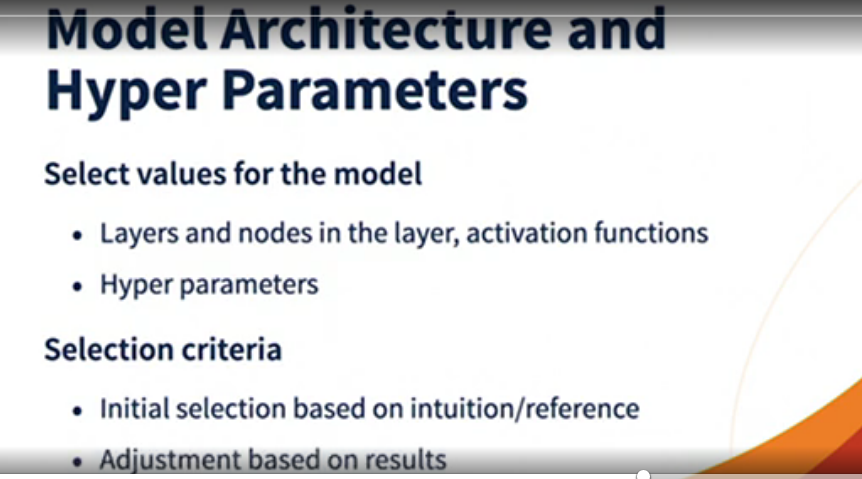 Model Architecture and
Hyper Parameters
Select values for the model
• Layers and nodes in the layer, activation functions
• Hyper parameters
Selection criteria
• Initial selection based on intuition/reference
• Adjustment based on results